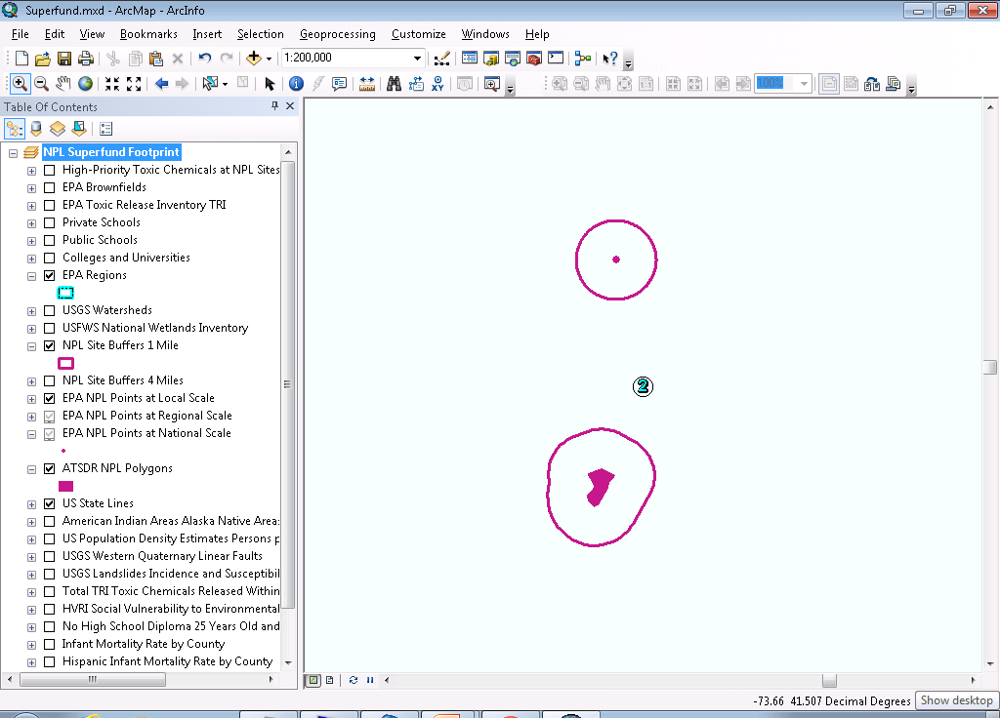 Superfund.mxd - ArcMap - ArcInfo
File Edit View Bookmarks Insert Selection Geoprocessing Customize Windows Help
1:200,000
100%
Table Of Contents
NPL Superfund Footprint
High-Priority Toxic Chemicals at NPL Sites
EPA Brownfields
EPA Toxic Release Inventory TRI
Private Schools
Public Schools
Colleges and Universities
EPA Regions
USGS Watersheds
USFWS National Wetlands Inventory
NPL Site Buffers 1 Mile
NPL Site Buffers 4 Miles
EPA NPL Points at Local Scale
EPA NPL Points at Regional Scale
EPA NPL Points at National Scale
ATSDR NPL Polygons
US State Lines
American Indian Areas Alaska Native Area
US Population Density Estimates Persons p
USGS Western Quaternary Linear Faults
USGS Landslides Incidence and Susceptibil
Total TRI Toxic Chemicals Released Within
HVRI Social Vulnerability to Environmental
No High School Diploma 25 Years Old and
Infant Mortality Rate by County
Hispanic Infant Mortality Rate by County
2
-73.66 41.507 Decimal Degrees
Show desktop